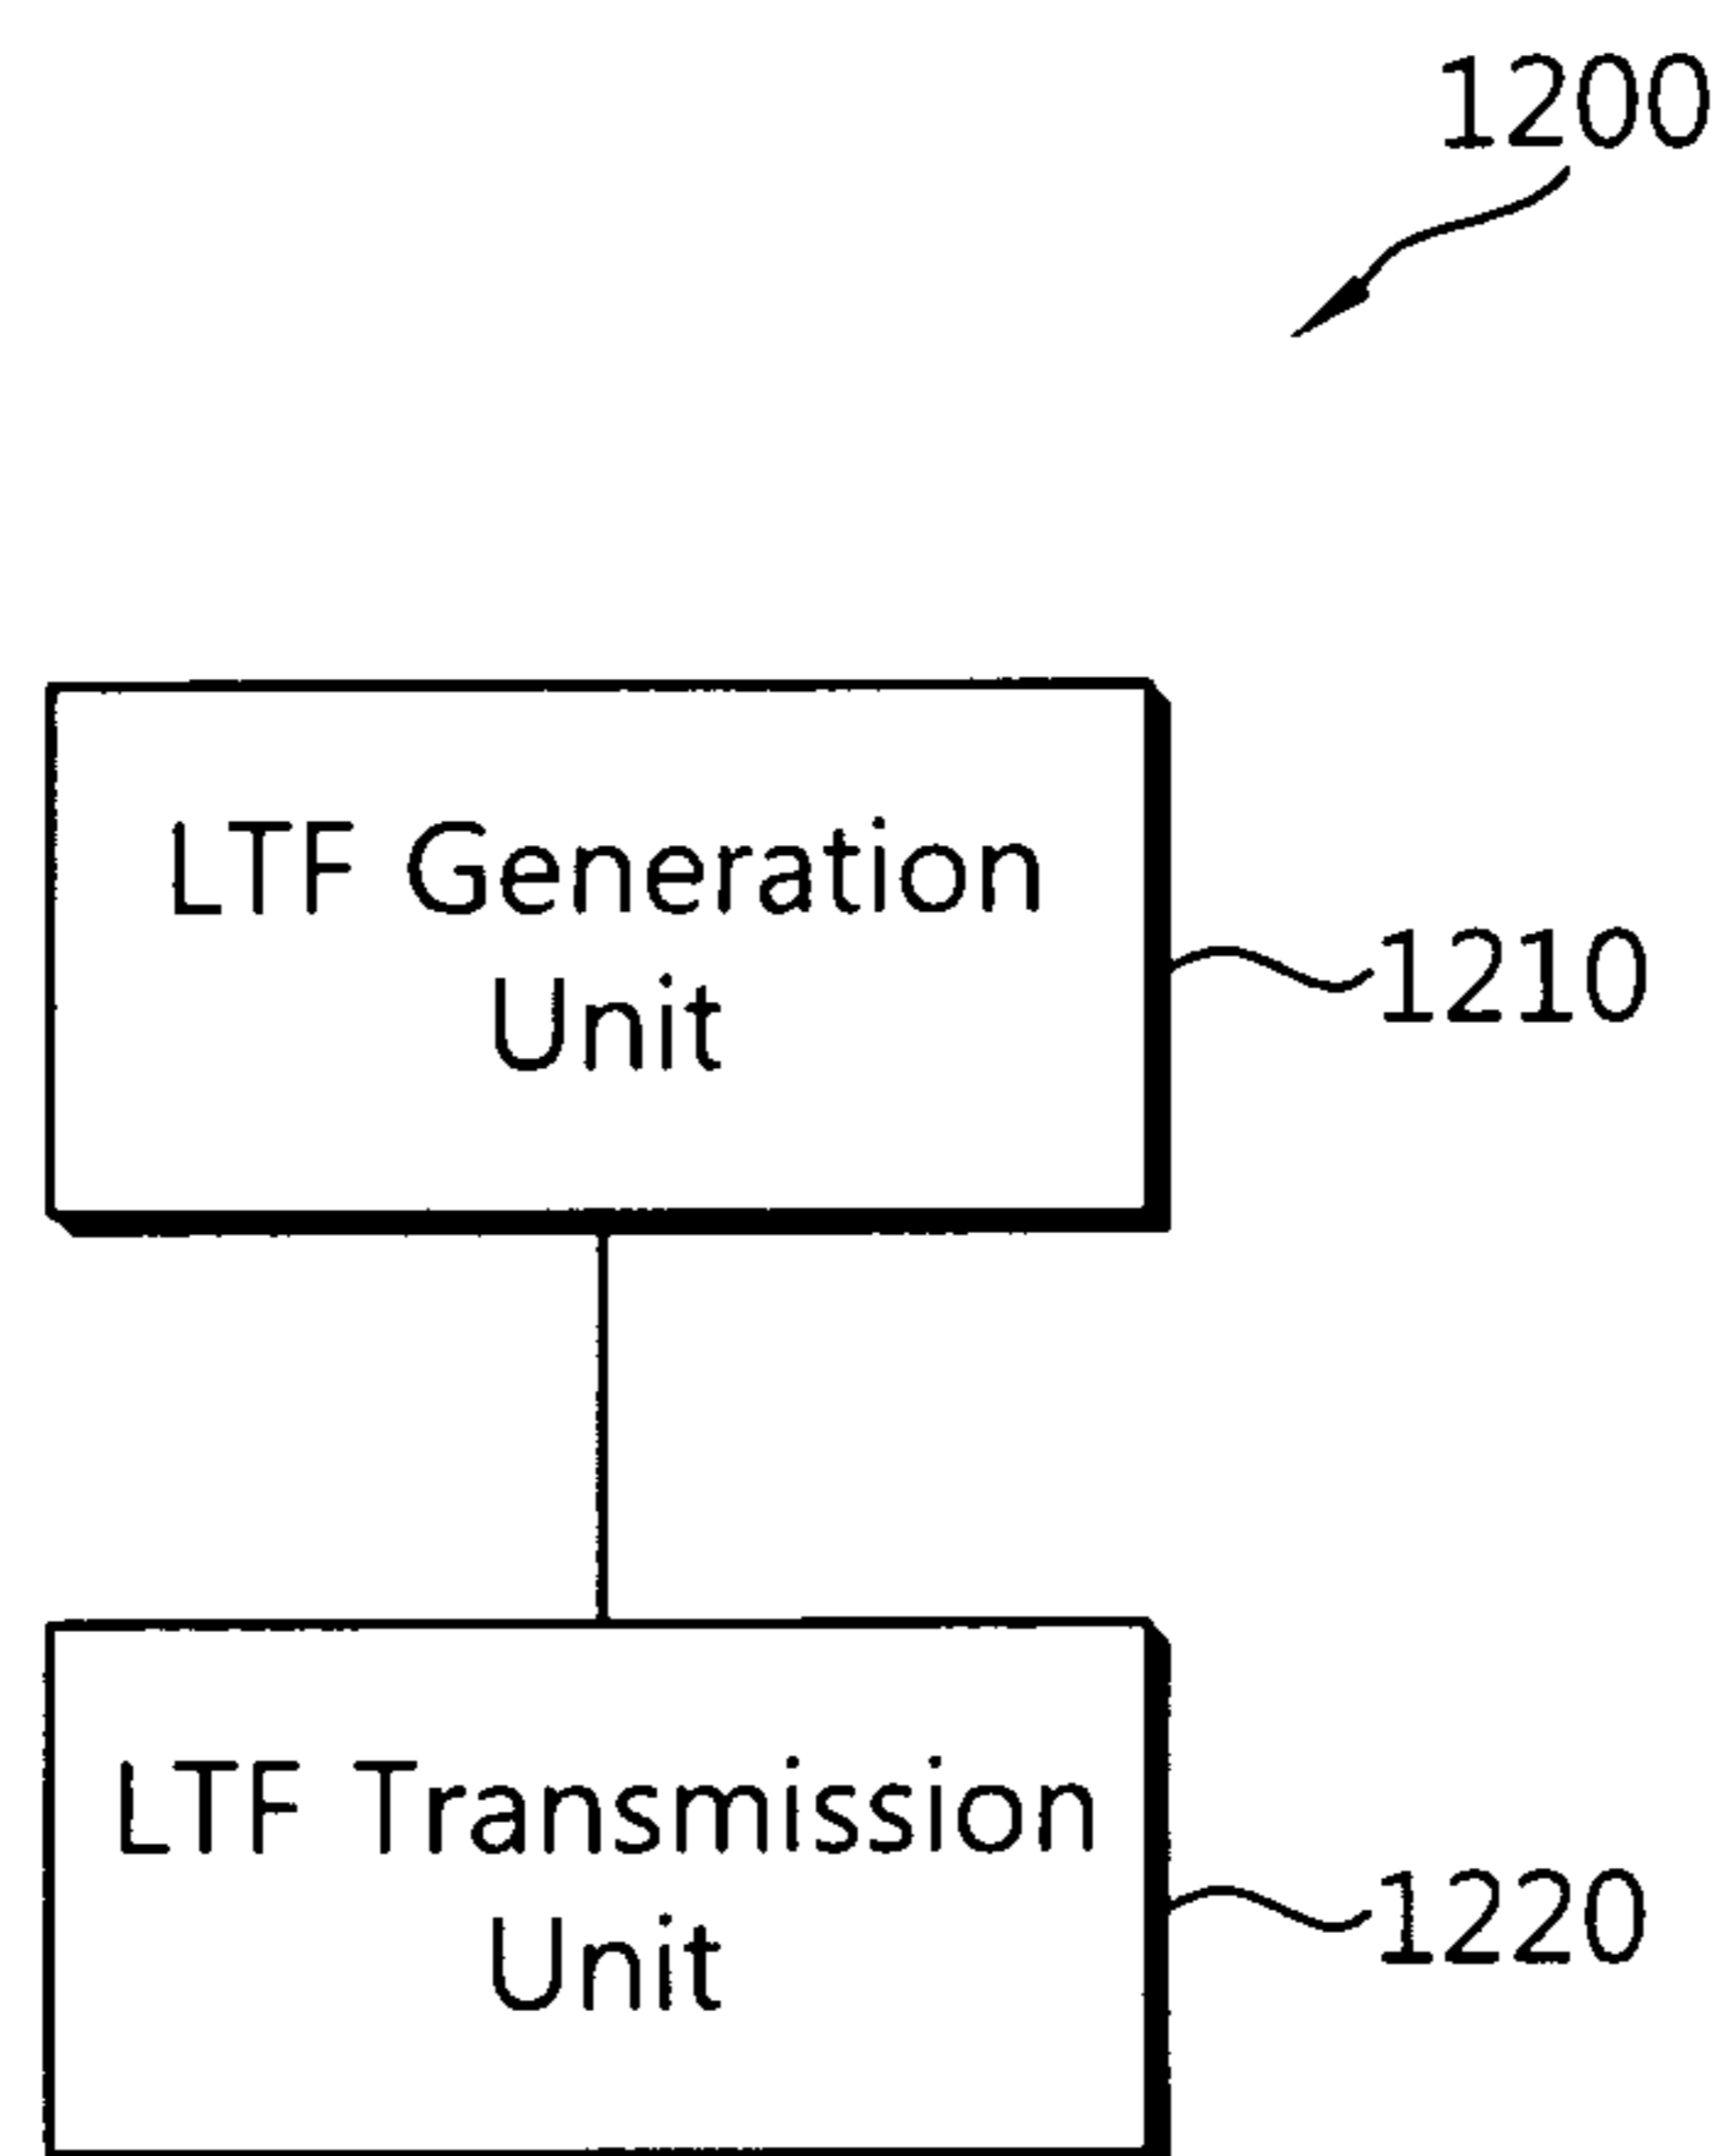 1200
LTF Generation
Unit
1210
LTF Transmission
Unit
1220